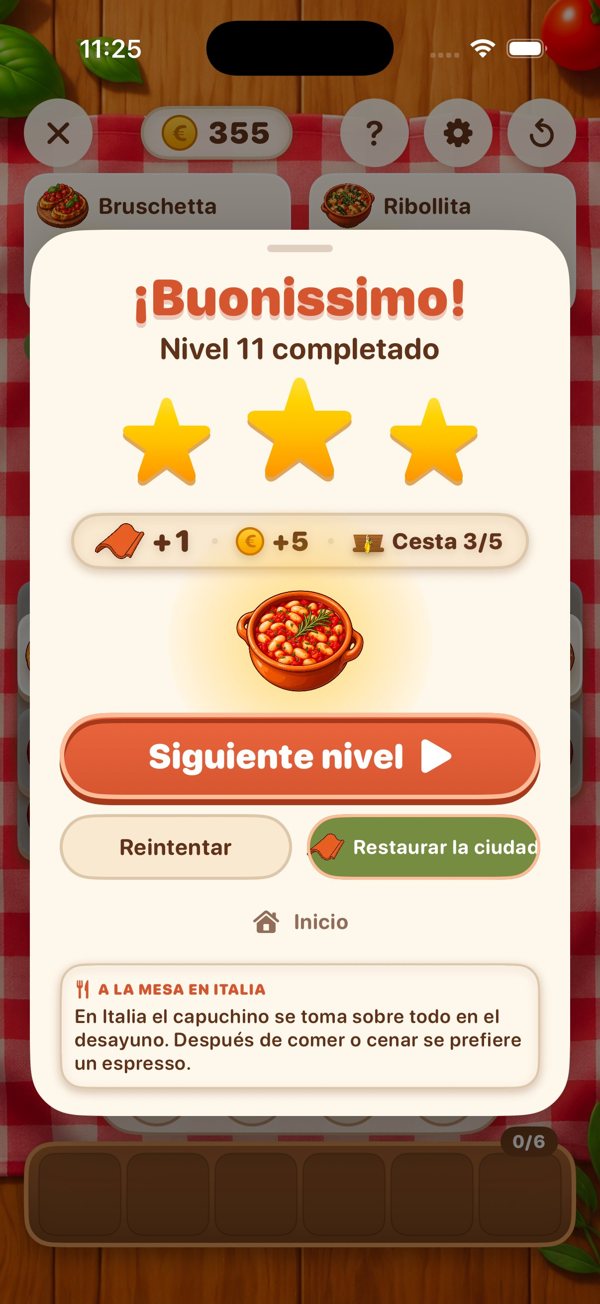 11:25
€ 355 ?
Bruschetta
Ribollita
¡Buonissimo!
Nivel 11 completado
+1 · € +5 · Cesta 3/5
Siguiente nivel
Reintentar
Restaurar la ciudad
Inicio
A LA MESA EN ITALIA
En Italia el capuchino se toma sobre todo en el
desayuno. Después de comer o cenar se prefiere
un espresso.
0/6